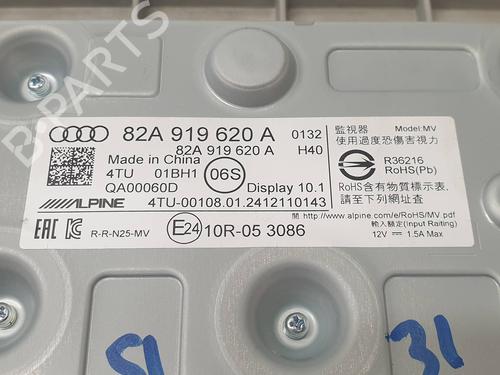 B-PARTS
82A 919 620 A 0132
82A 919 620 A H40
Made in China
4TU 01BH1 06S
QA00060D Display 10.1
ALPINE 4TU-00108.01.2412110143
EAC R-R-N25-MV E24 10R-05 3086
監視器 Model:MV
使用過度恐傷害視力
R36216
RoHS(Pb)
RoHS含有物質標示表,
請至下列網址查查
http://www.alpine.com/e/RoHS/MV.pdf
輸入額定(Input Raiting)
12V ⎓ 1.5A Max
31